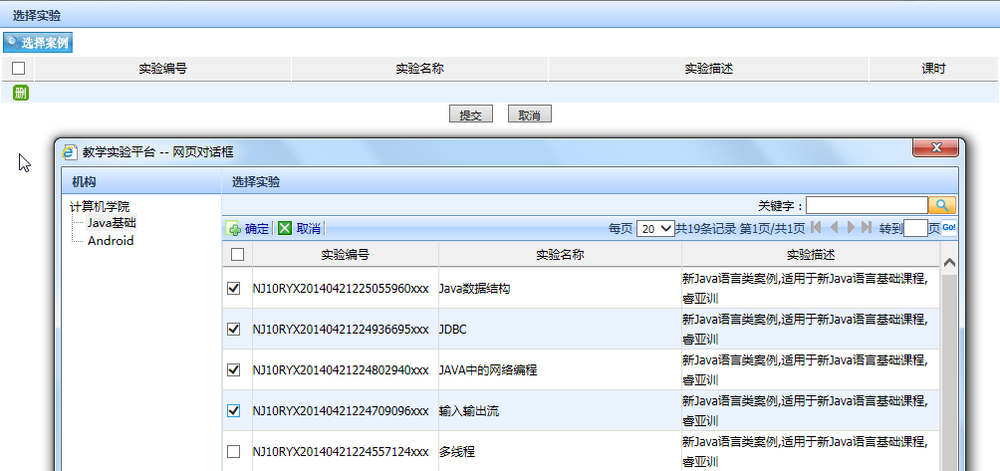 选择实验
选择案例
实验编号 实验名称 实验描述 课时
删
提交 取消
教学实验平台 -- 网页对话框
机构
计算机学院
Java基础
Android
选择实验
关键字：
确定 取消 每页 20 共19条记录 第1页/共1页 转到 页 Go!
实验编号 实验名称 实验描述
NJ10RYX20140421225055960xxx Java数据结构 新Java语言类案例,适用于新Java语言基础课程,
睿亚训
NJ10RYX20140421224936695xxx JDBC 新Java语言类案例,适用于新Java语言基础课程,
睿亚训
NJ10RYX20140421224802940xxx JAVA中的网络编程 新Java语言类案例,适用于新Java语言基础课程,
睿亚训
NJ10RYX20140421224709096xxx 输入输出流 新Java语言类案例,适用于新Java语言基础课程,
睿亚训
NJ10RYX20140421224557124xxx 多线程 新Java语言类案例,适用于新Java语言基础课程,
睿亚训